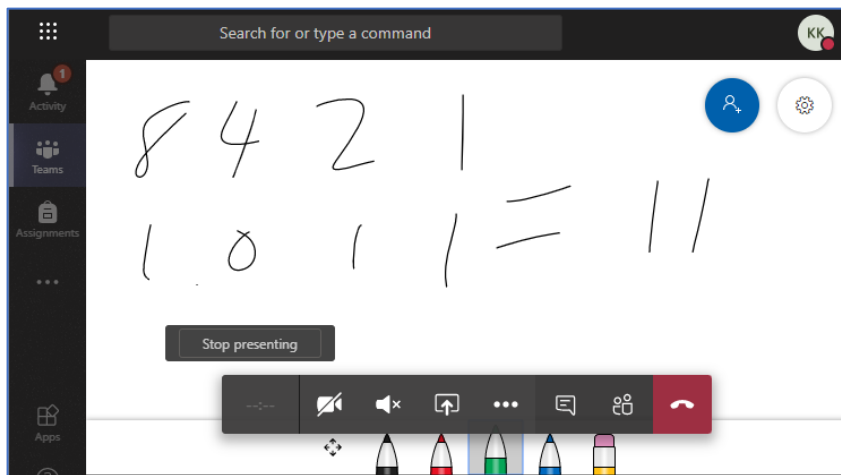 Search for or type a command
KK
1
Activity
Teams
Assignments
Apps
8 4 2 1
1 0 1 1 = 11
Stop presenting
--:--